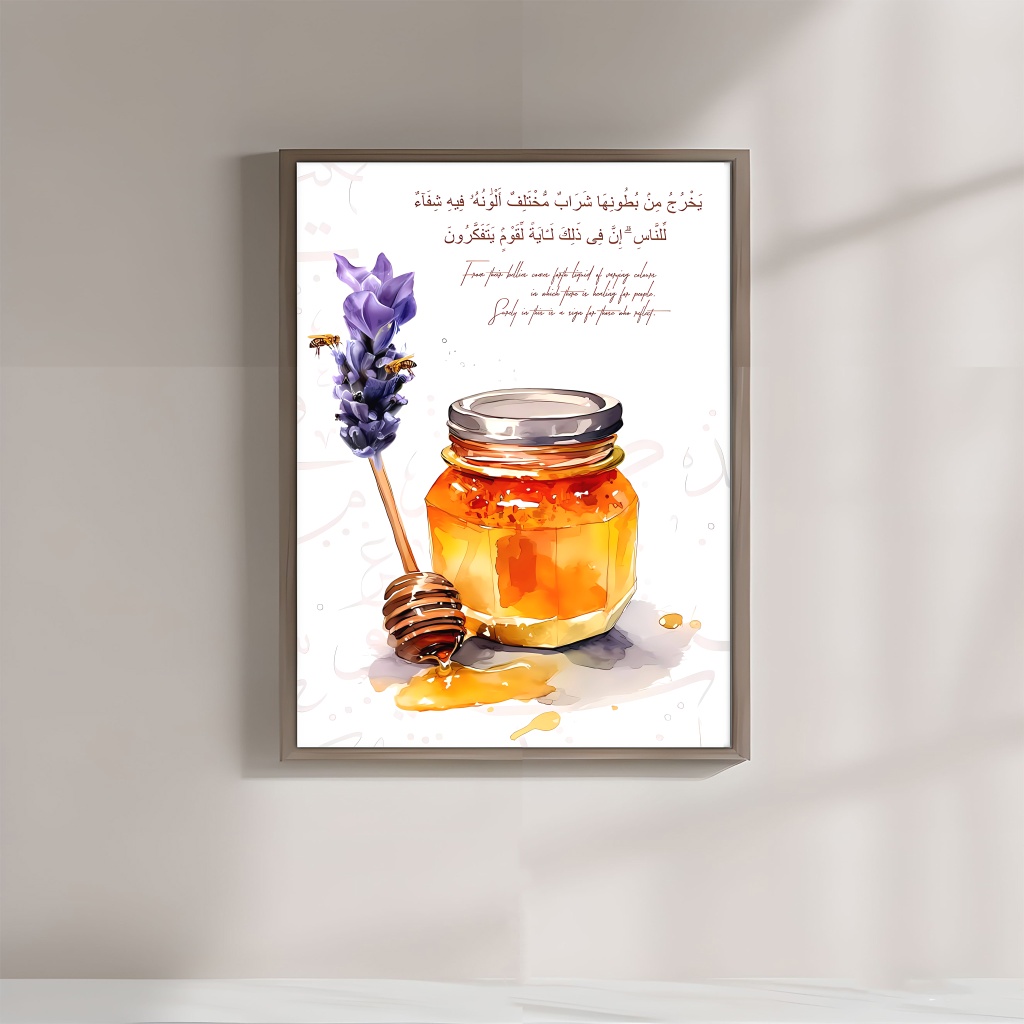 يَخْرُجُ مِنۢ بُطُونِهَا شَرَابٌ مُّخْتَلِفٌ أَلْوَٰنُهُۥ فِيهِ شِفَآءٌ
لِّلنَّاسِ ۗ إِنَّ فِى ذَٰلِكَ لَـَٔايَةً لِّقَوْمٍ يَتَفَكَّرُونَ
From their bellies comes forth liquid of varying colours
in which there is healing for people.
Surely in this is a sign for those who reflect.